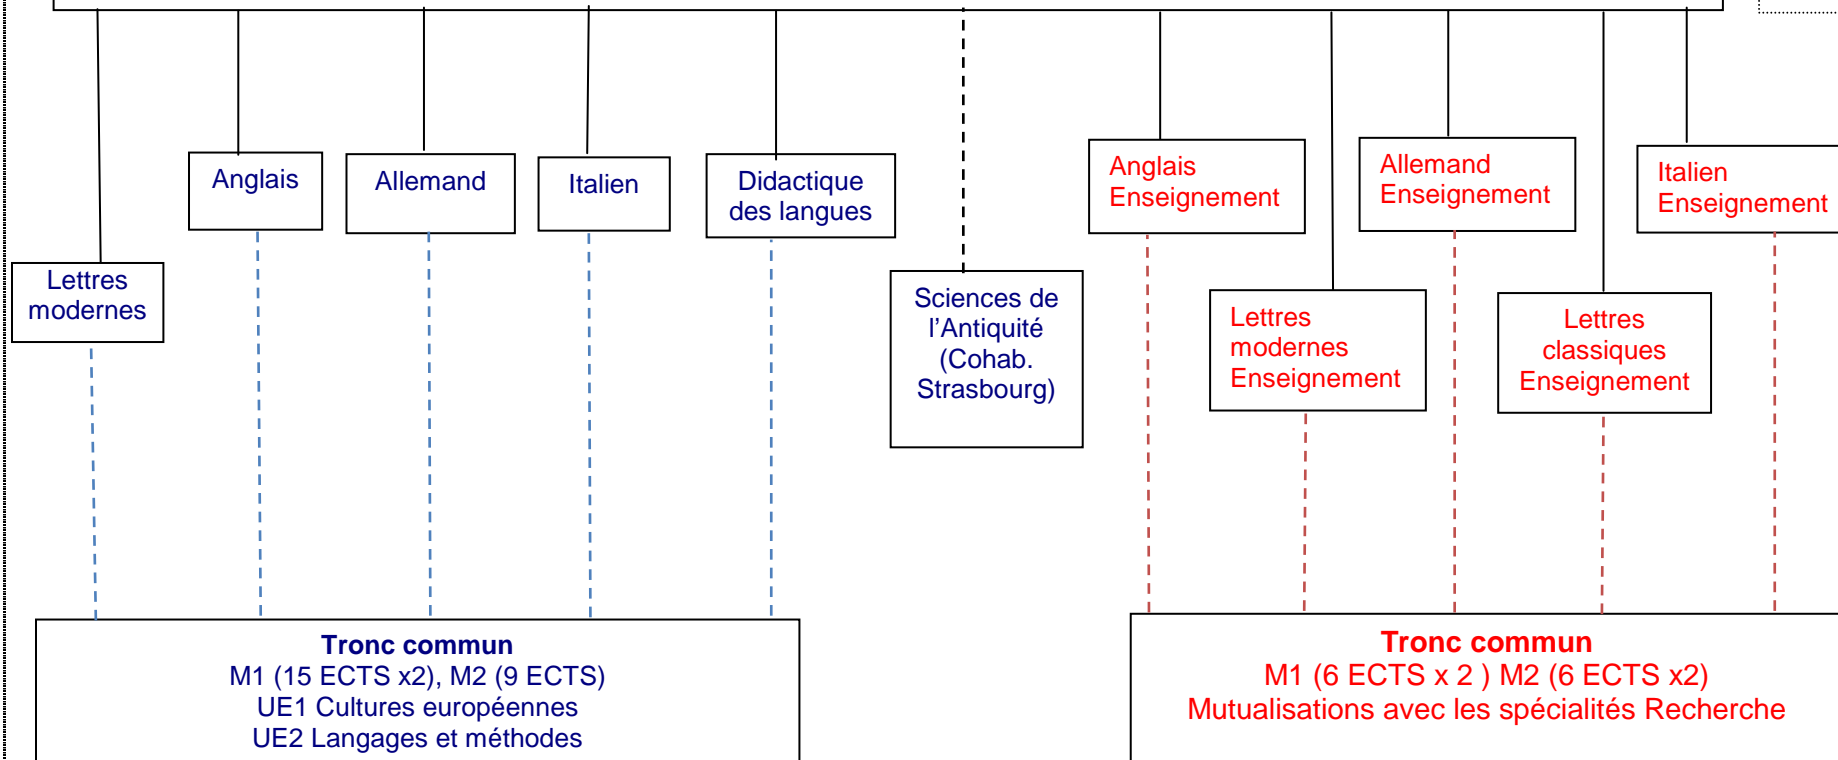 Anglais
Allemand
Italien
Didactique
des langues
Anglais
Enseignement
Allemand
Enseignement
Italien
Enseignement
Lettres
modernes
Sciences de
l’Antiquité
(Cohab.
Strasbourg)
Lettres
modernes
Enseignement
Lettres
classiques
Enseignement
Tronc commun
M1 (15 ECTS x2), M2 (9 ECTS)
UE1 Cultures européennes
UE2 Langages et méthodes
Tronc commun
M1 (6 ECTS x 2 ) M2 (6 ECTS x2)
Mutualisations avec les spécialités Recherche